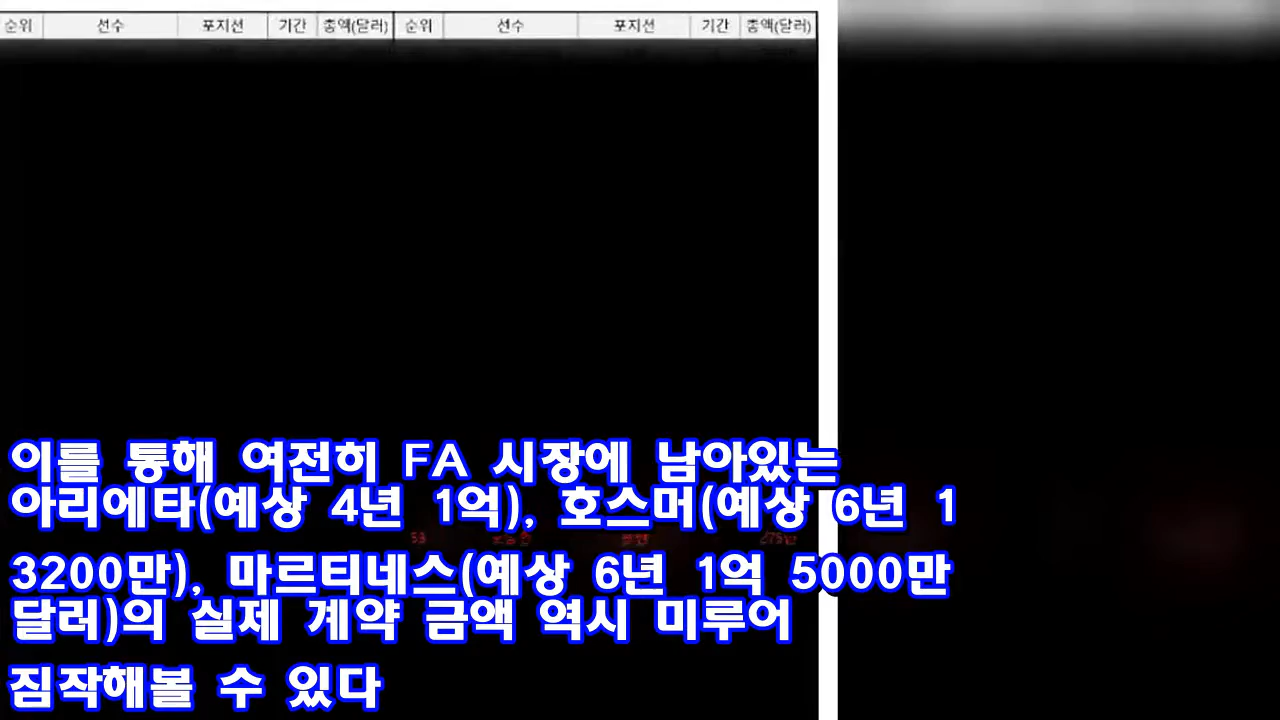 순위 선수 포지션 기간 총액(달러) 순위 선수 포지션 기간 총액(달러)
53 275만
이를 통해 여전히 FA 시장에 남아있는
아리에타(예상 4년 1억), 호스머(예상 6년 1
3200만), 마르티네스(예상 6년 1억 5000만
달러)의 실제 계약 금액 역시 미루어
짐작해볼 수 있다